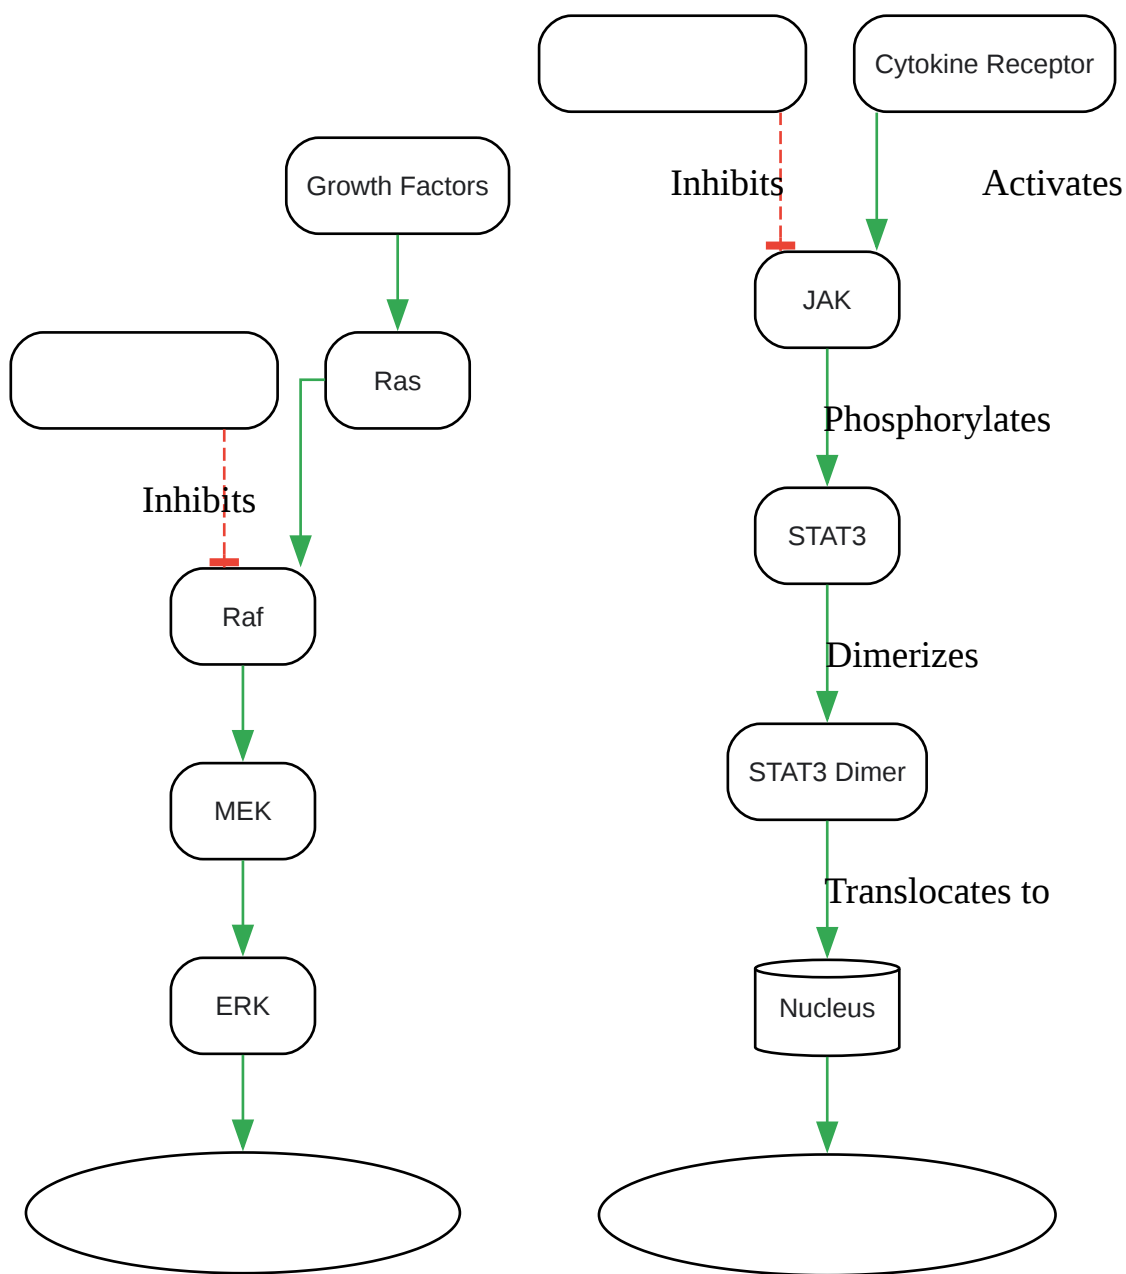 Cytokine Receptor
Inhibits
Activates
Growth Factors
JAK
Ras
Phosphorylates
Inhibits
STAT3
Raf
Dimerizes
STAT3 Dimer
MEK
Translocates to
ERK
Nucleus